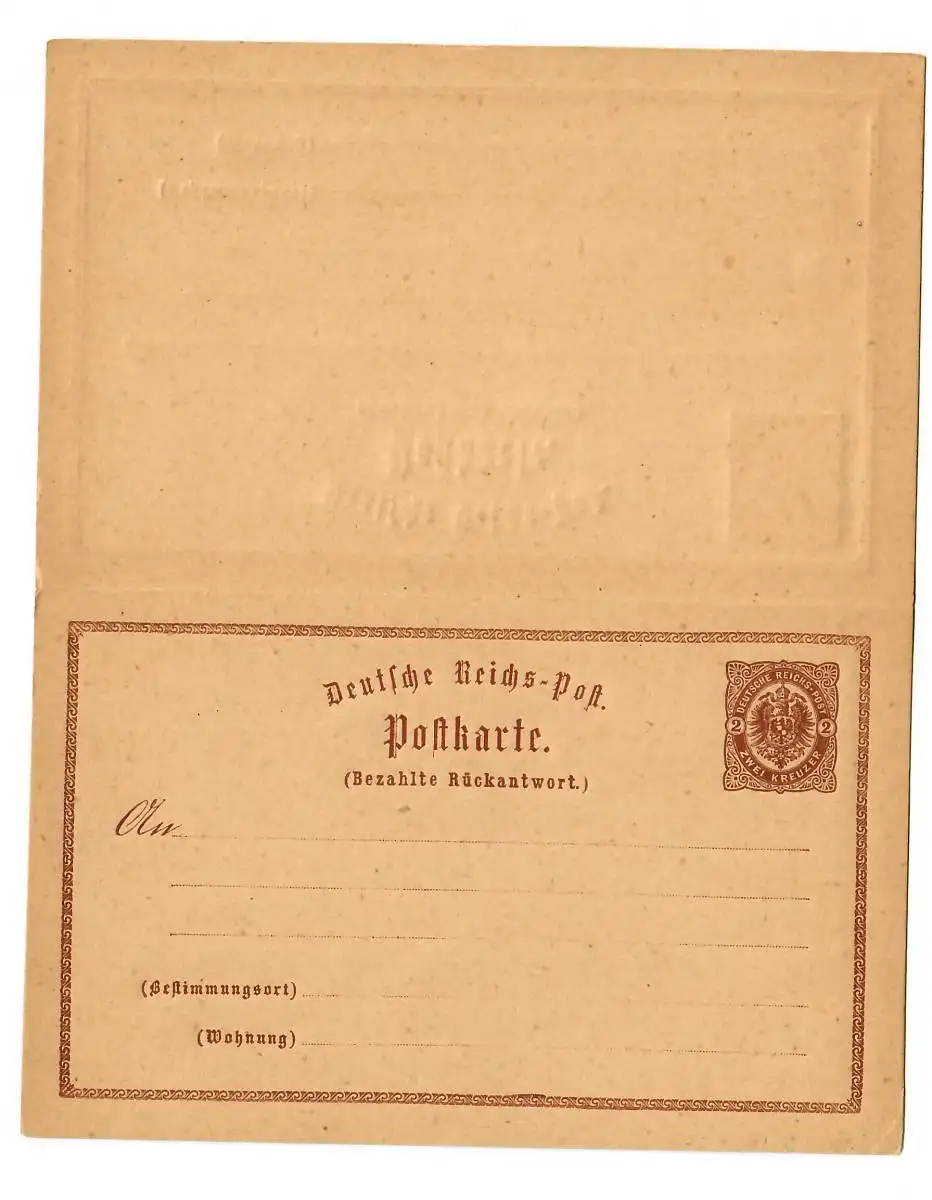 Deutſche Reichs-Poſt.
Poſtkarte.
(Bezahlte Rückantwort.)
DEUTSCHE REICHS-POST
2 2
ZWEI KREUZER
An
(Beſtimmungsort)
(Wohnung)